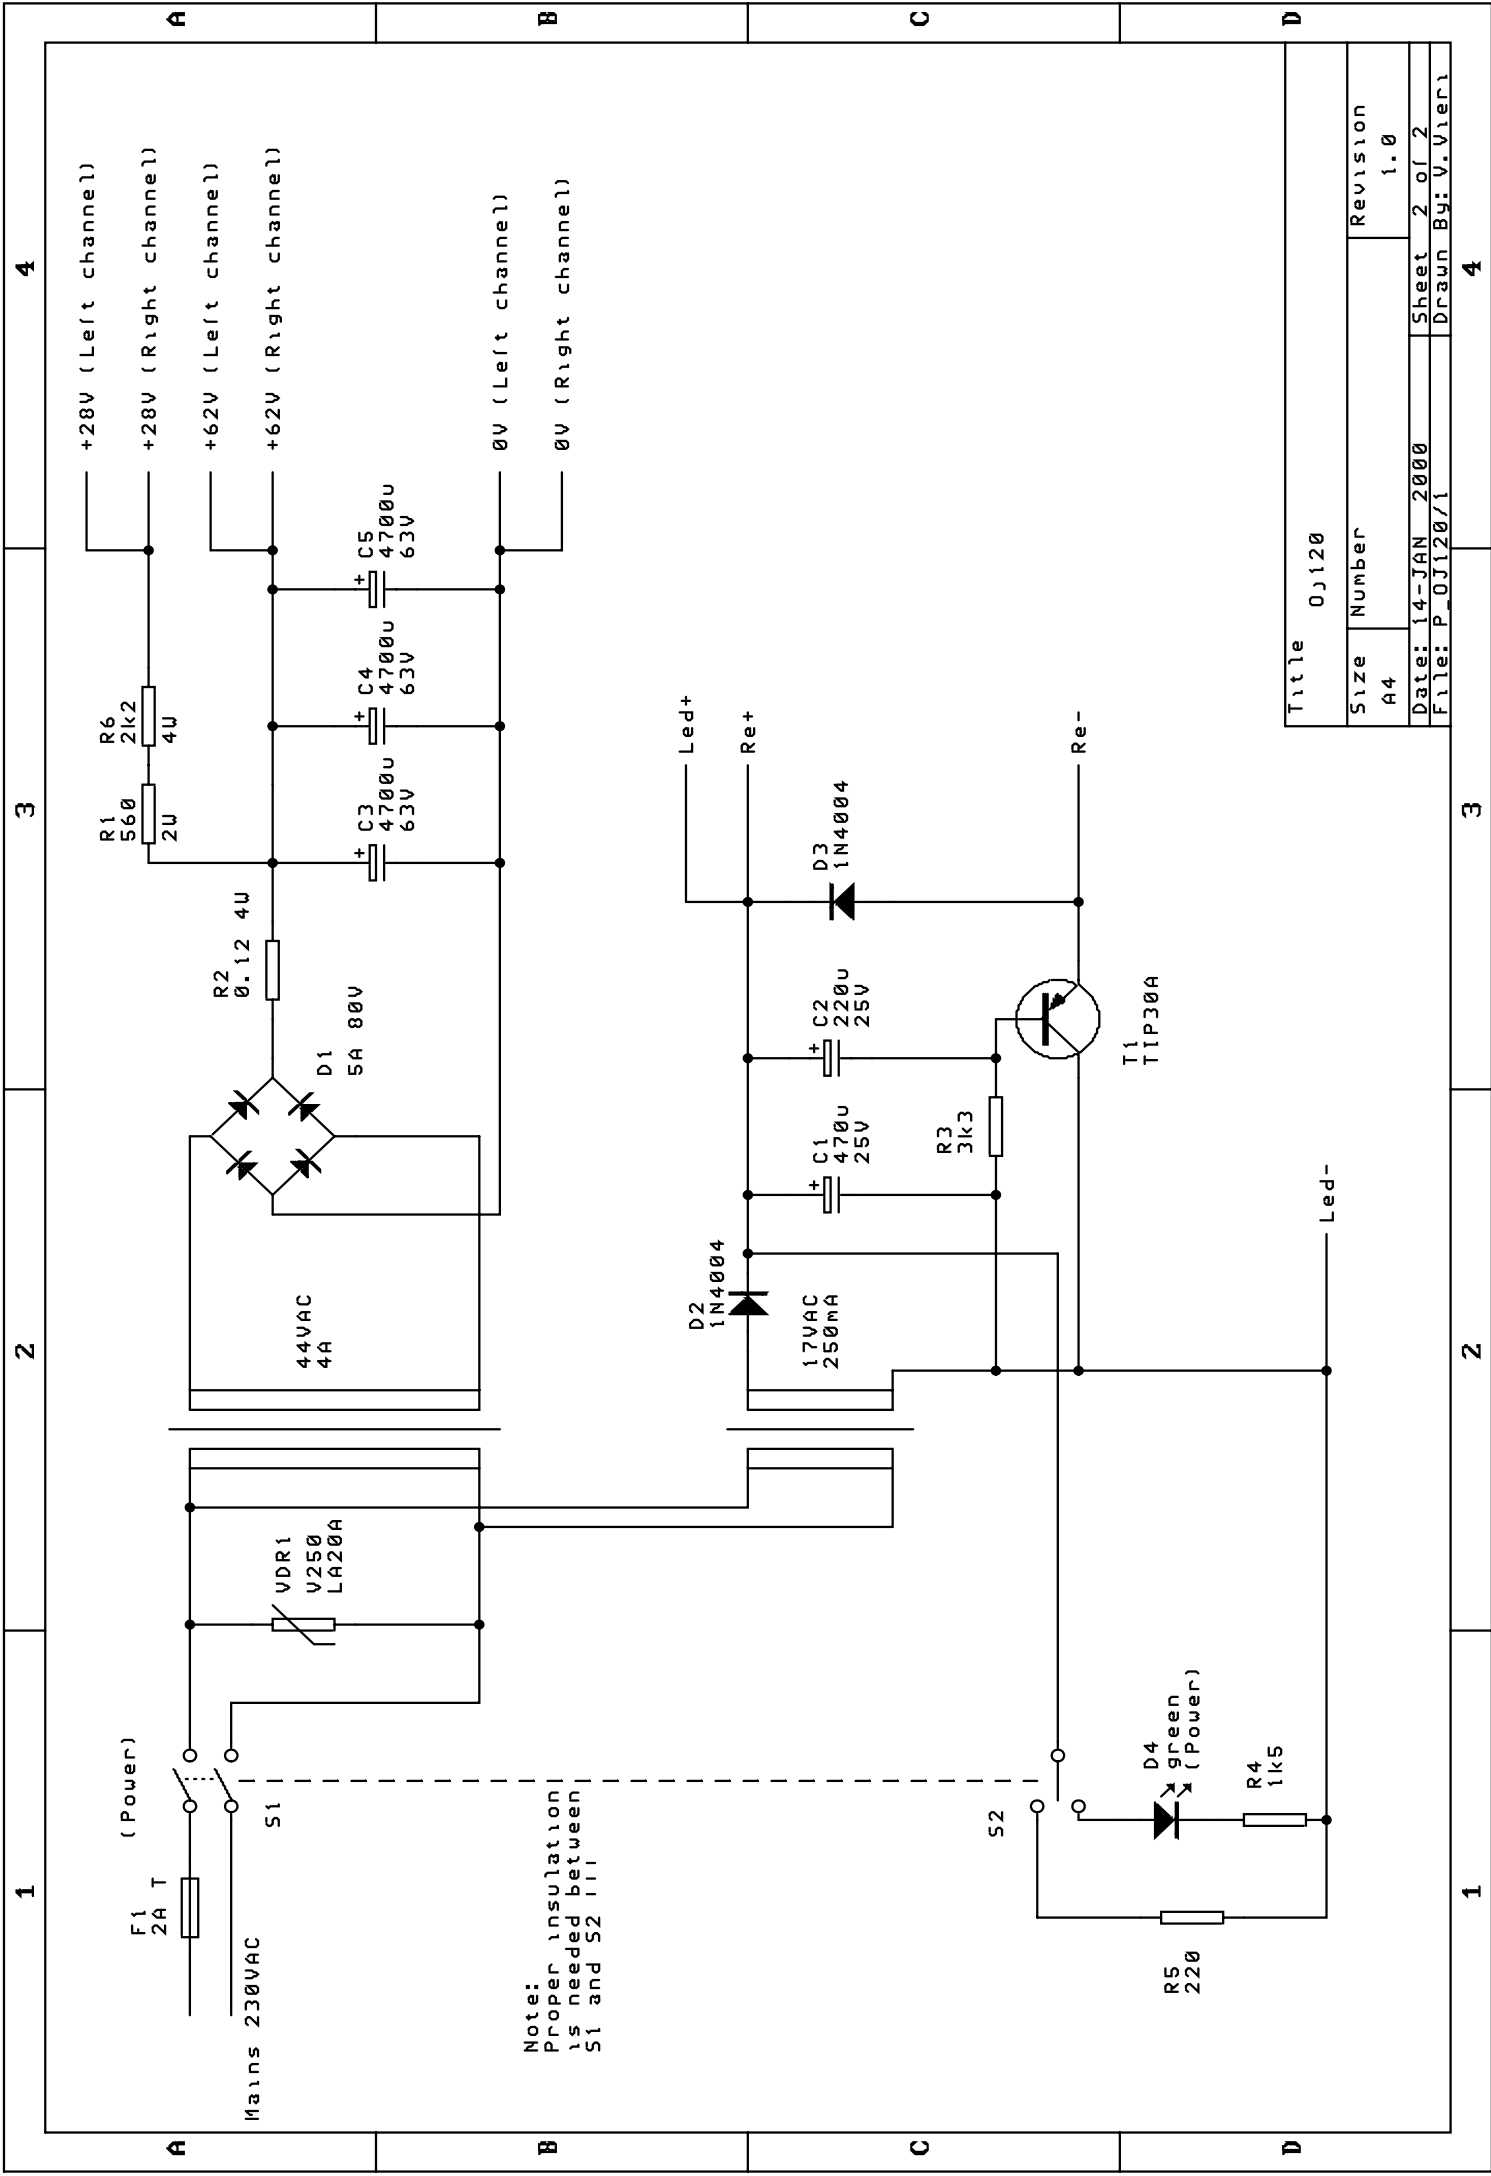 1
2
3
4
A
B
C
D
(Power)
F1
2A T
Mains 230VAC
S1
VDR1
V250
LA20A
44VAC
4A
D1
5A 80V
R2
0.12 4W
R1
560
2W
R6
2k2
4W
C3
4700u
63V
C4
4700u
63V
C5
4700u
63V
+28V (Left channel)
+28V (Right channel)
+62V (Left channel)
+62V (Right channel)
0V (Left channel)
0V (Right channel)
Note:
Proper insulation
is needed between
S1 and S2 !!!
D2
1N4004
17VAC
250mA
C1
470u
25V
C2
220u
25V
R3
3k3
D3
1N4004
T1
TIP30A
Led+
Re+
Re-
Led-
S2
D4
green
(Power)
R4
1k5
R5
220
Title
Oj120
Size
A4
Number
Revision
1.0
Date: 14-JAN 2000
Sheet 2 of 2
File: P_OJ120/1
Drawn By: V.Vieri
A
B
C
D
1
2
3
4